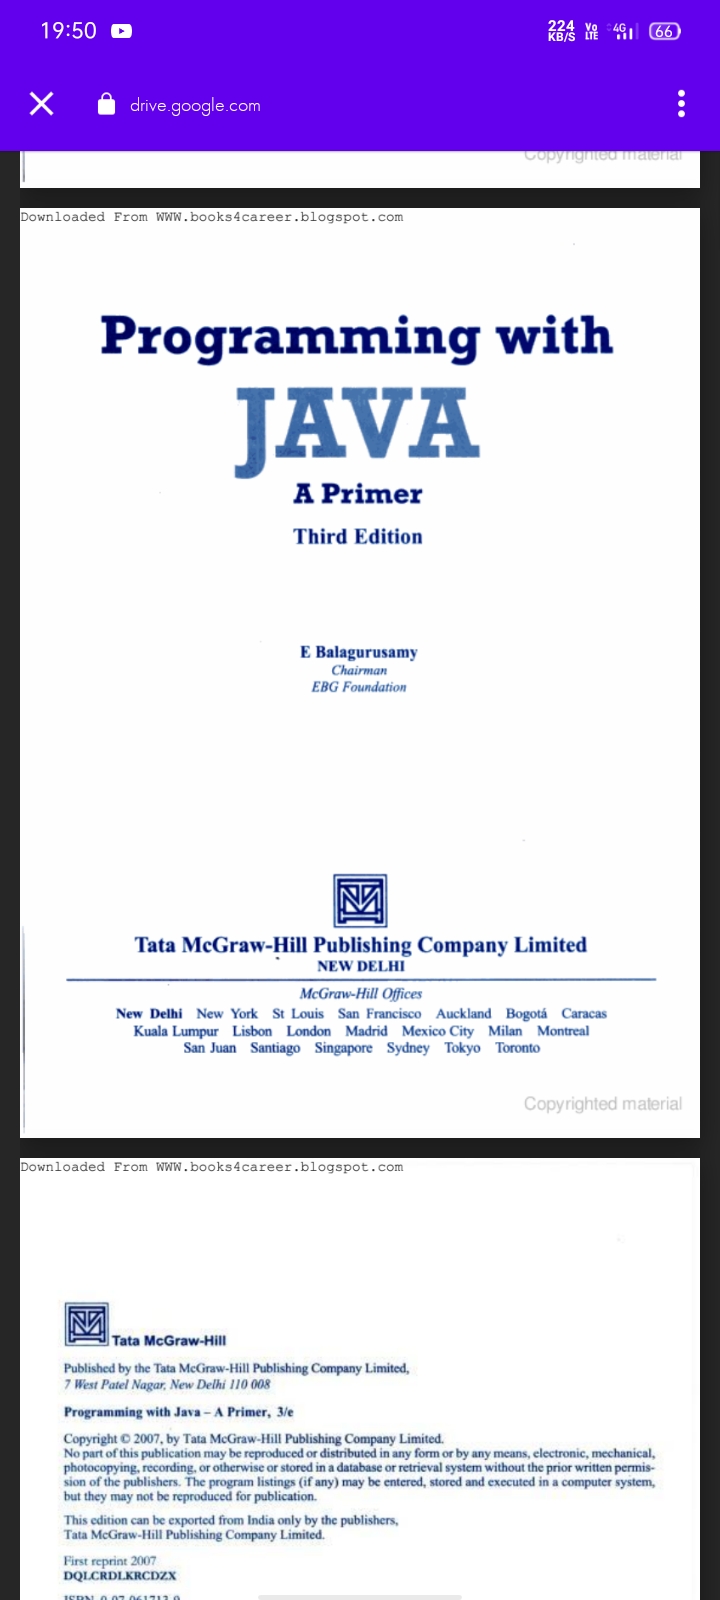 19:50
224 KB/S Vo LTE 4G 66
drive.google.com
Copyrighted material
Downloaded From WWW.books4career.blogspot.com
Programming with
JAVA
A Primer
Third Edition
E Balagurusamy
Chairman
EBG Foundation
Tata McGraw-Hill Publishing Company Limited
NEW DELHI
McGraw-Hill Offices
New Delhi New York St Louis San Francisco Auckland Bogotá Caracas
Kuala Lumpur Lisbon London Madrid Mexico City Milan Montreal
San Juan Santiago Singapore Sydney Tokyo Toronto
Copyrighted material
Downloaded From WWW.books4career.blogspot.com
Tata McGraw-Hill
Published by the Tata McGraw-Hill Publishing Company Limited,
7 West Patel Nagar, New Delhi 110 008
Programming with Java – A Primer, 3/e
Copyright © 2007, by Tata McGraw-Hill Publishing Company Limited.
No part of this publication may be reproduced or distributed in any form or by any means, electronic, mechanical,
photocopying, recording, or otherwise or stored in a database or retrieval system without the prior written permis-
sion of the publishers. The program listings (if any) may be entered, stored and executed in a computer system,
but they may not be reproduced for publication.
This edition can be exported from India only by the publishers,
Tata McGraw-Hill Publishing Company Limited.
First reprint 2007
DQLCRDLKRCDZX